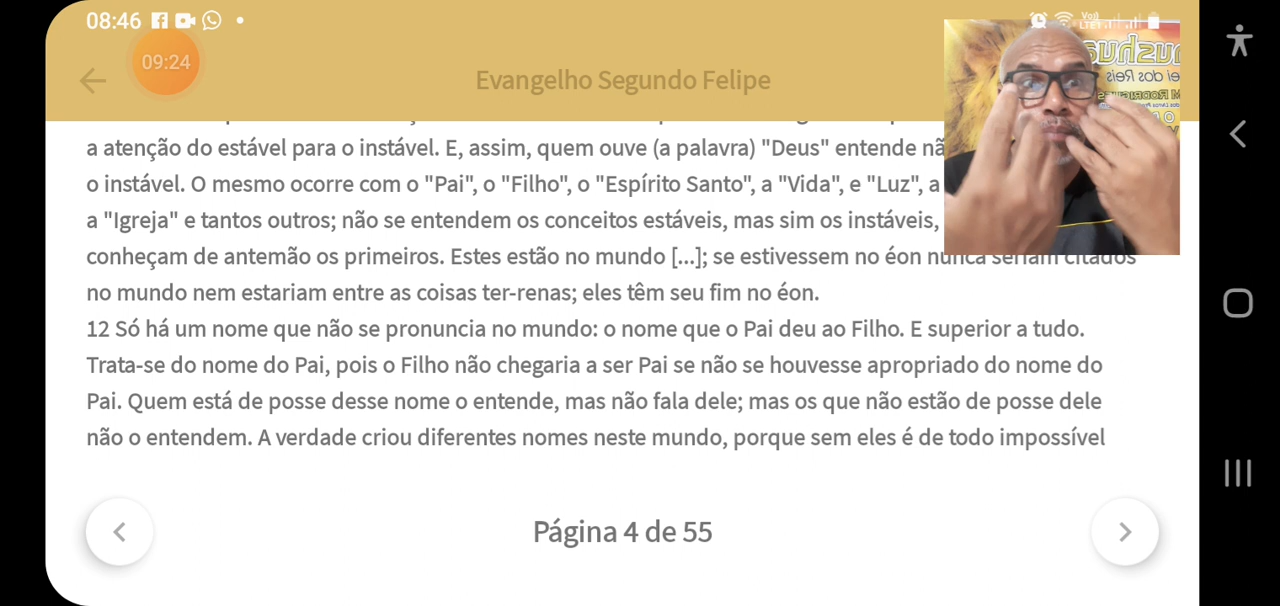 08:46
Vo))
LTE1
09:24
Evangelho Segundo Felipe
a atenção do estável para o instável. E, assim, quem ouve (a palavra) "Deus" entende
o instável. O mesmo ocorre com o "Pai", o "Filho", o "Espírito Santo", a "Vida", e "Luz", a
a "Igreja" e tantos outros; não se entendem os conceitos estáveis, mas sim os instáveis,
conheçam de antemão os primeiros. Estes estão no mundo [...]; se estivessem no éon nunca seriam citados
no mundo nem estariam entre as coisas ter-renas; eles têm seu fim no éon.
12 Só há um nome que não se pronuncia no mundo: o nome que o Pai deu ao Filho. E superior a tudo.
Trata-se do nome do Pai, pois o Filho não chegaria a ser Pai se não se houvesse apropriado do nome do
Pai. Quem está de posse desse nome o entende, mas não fala dele; mas os que não estão de posse dele
não o entendem. A verdade criou diferentes nomes neste mundo, porque sem eles é de todo impossível
Página 4 de 55